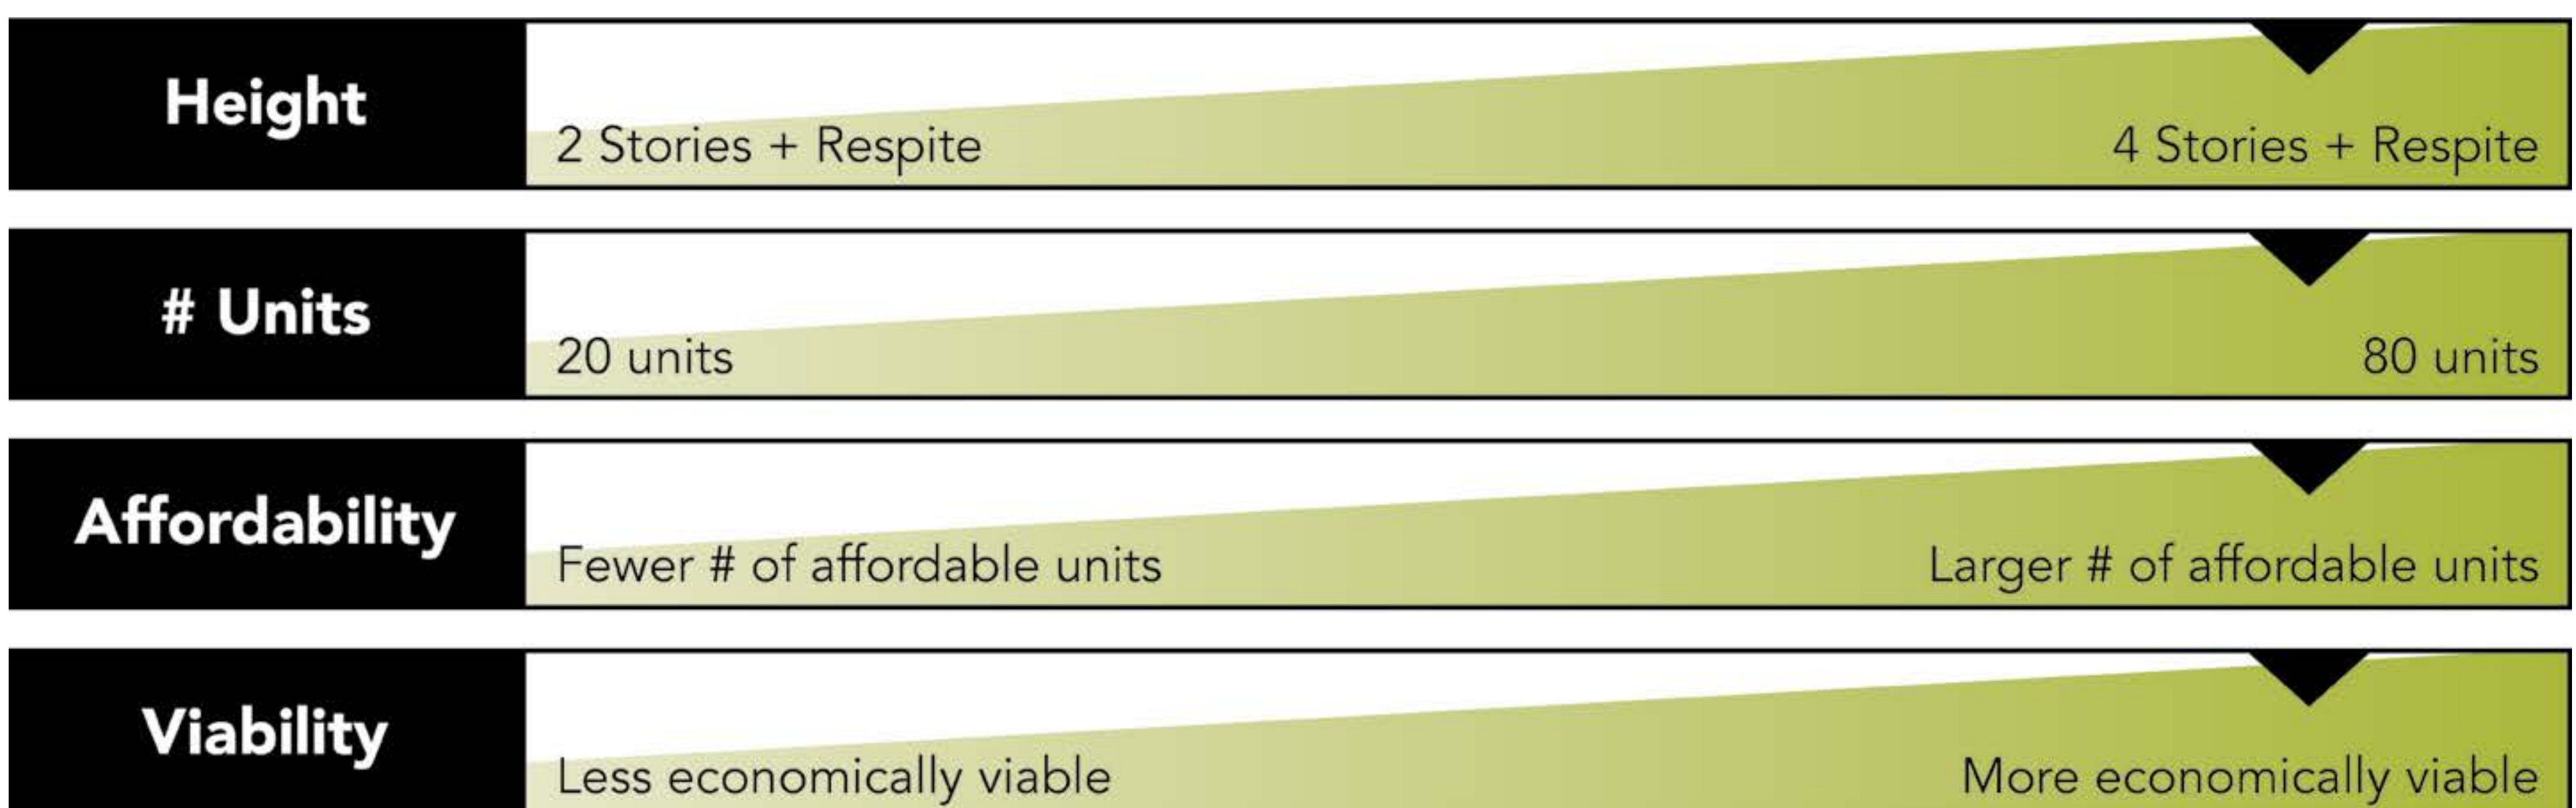 Height
2 Stories + Respite
4 Stories + Respite
# Units
20 units
80 units
Affordability
Fewer # of affordable units
Larger # of affordable units
Viability
Less economically viable
More economically viable